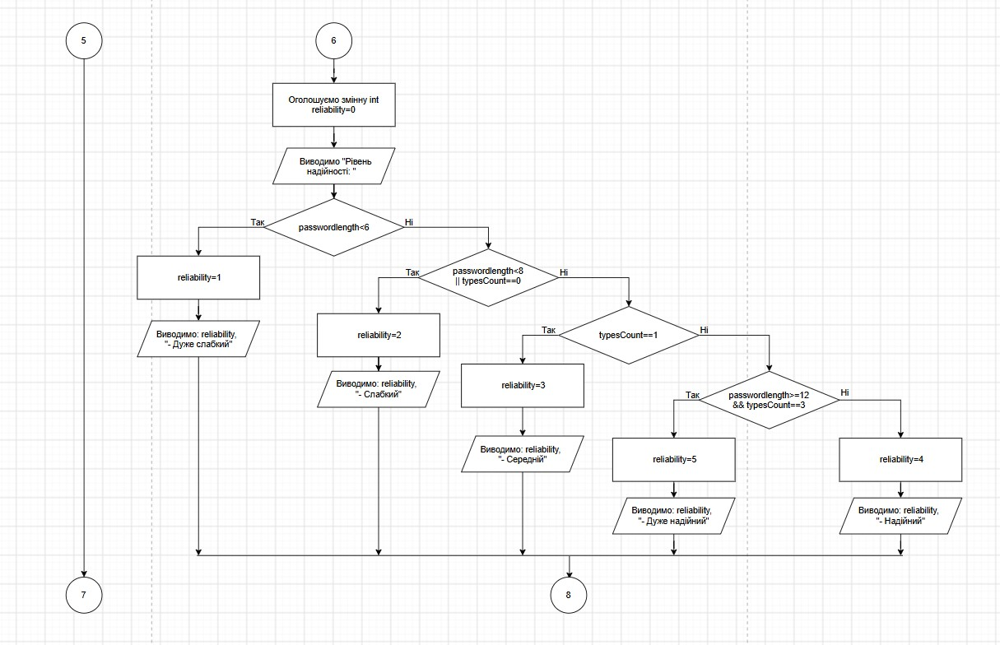 5
6
Оголошуємо змінну int
reliability=0
Виводимо "Рівень
надійності: "
passwordlength<6
Так
Ні
reliability=1
Виводимо: reliability,
"- Дуже слабкий"
passwordlength<8
|| typesCount==0
Так
Ні
reliability=2
Виводимо: reliability,
"- Слабкий"
typesCount==1
Так
Ні
reliability=3
Виводимо: reliability,
"- Середній"
passwordlength>=12
&& typesCount==3
Так
Ні
reliability=5
Виводимо: reliability,
"- Дуже надійний"
reliability=4
Виводимо: reliability,
"- Надійний"
7
8